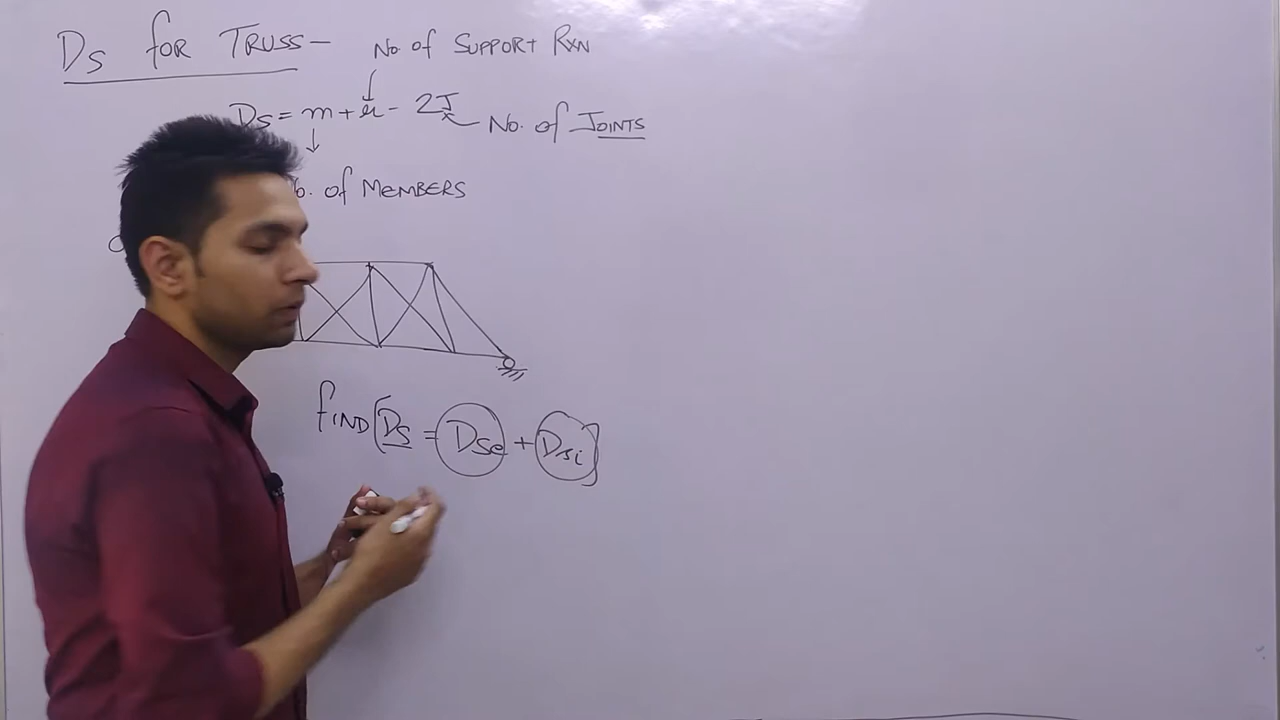 Ds for TRUSS - No. of SUPPORT RXN
Ds = m + r - 2J No. of JOINTS
of MEMBERS
FIND [Ds = Dse + Dsi]